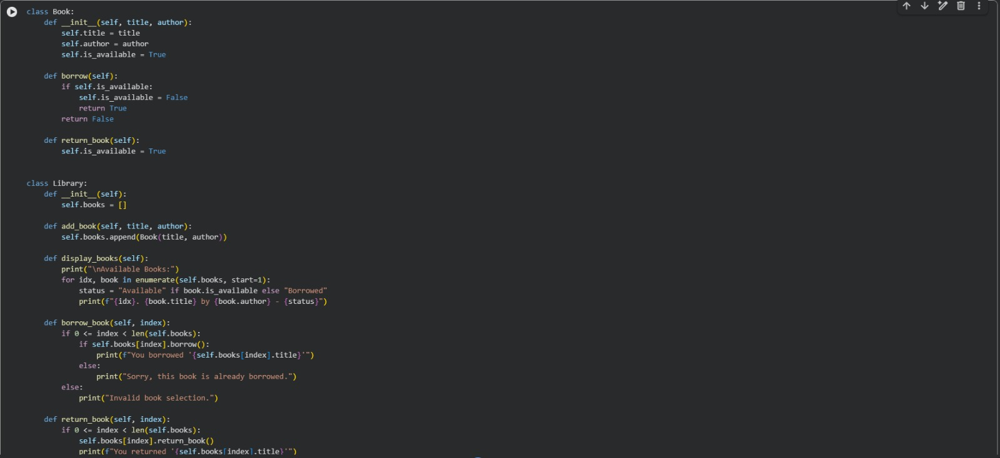 class Book:
    def __init__(self, title, author):
        self.title = title
        self.author = author
        self.is_available = True

    def borrow(self):
        if self.is_available:
            self.is_available = False
            return True
        return False

    def return_book(self):
        self.is_available = True


class Library:
    def __init__(self):
        self.books = []

    def add_book(self, title, author):
        self.books.append(Book(title, author))

    def display_books(self):
        print("\nAvailable Books:")
        for idx, book in enumerate(self.books, start=1):
            status = "Available" if book.is_available else "Borrowed"
            print(f"{idx}. {book.title} by {book.author} - {status}")

    def borrow_book(self, index):
        if 0 <= index < len(self.books):
            if self.books[index].borrow():
                print(f"You borrowed '{self.books[index].title}'")
            else:
                print("Sorry, this book is already borrowed.")
        else:
            print("Invalid book selection.")

    def return_book(self, index):
        if 0 <= index < len(self.books):
            self.books[index].return_book()
            print(f"You returned '{self.books[index].title}'")